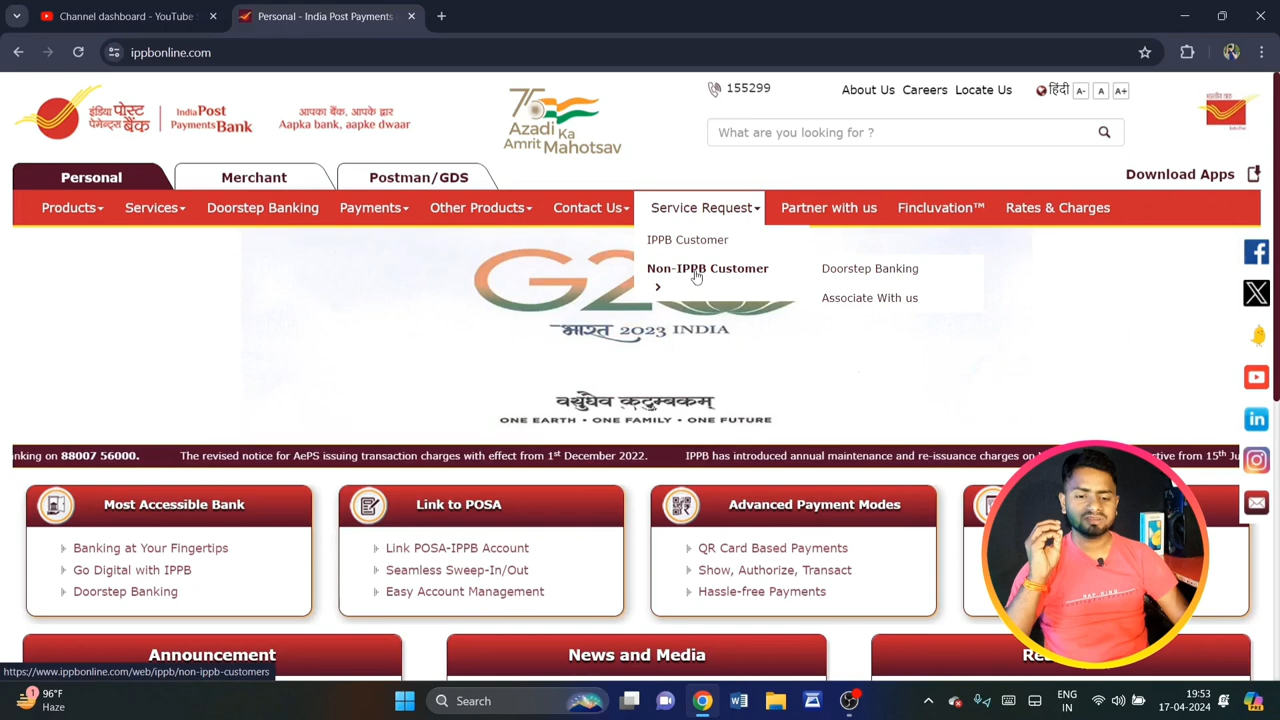 Channel dashboard - YouTube
Personal - India Post Payments
ippbonline.com
इंडिया पोस्ट
पेमेन्ट्स बैंक
India Post
Payments Bank
आपका बैंक, आपके द्वार
Aapka bank, aapke dwaar
75
Azadi Ka
Amrit Mahotsav
155299
About Us Careers Locate Us
हिंदी A- A A+
What are you looking for ?
Personal
Merchant
Postman/GDS
Download Apps
Products
Services
Doorstep Banking
Payments
Other Products
Contact Us
Service Request
Partner with us
Fincluvation™
Rates & Charges
IPPB Customer
Non-IPPB Customer
Doorstep Banking
Associate With us
G2
भारत 2023 INDIA
वसुधैव कुटुम्बकम्
ONE EARTH • ONE FAMILY • ONE FUTURE
nking on 88007 56000.
The revised notice for AePS issuing transaction charges with effect from 1st December 2022.
IPPB has introduced annual maintenance and re-issuance charges on
ective from 15th Ju
Most Accessible Bank
Banking at Your Fingertips
Go Digital with IPPB
Doorstep Banking
Link to POSA
Link POSA-IPPB Account
Seamless Sweep-In/Out
Easy Account Management
Advanced Payment Modes
QR Card Based Payments
Show, Authorize, Transact
Hassle-free Payments
Announcement
News and Media
https://www.ippbonline.com/web/ippb/non-ippb-customers
1
96°F
Haze
Search
ENG
IN
19:53
17-04-2024